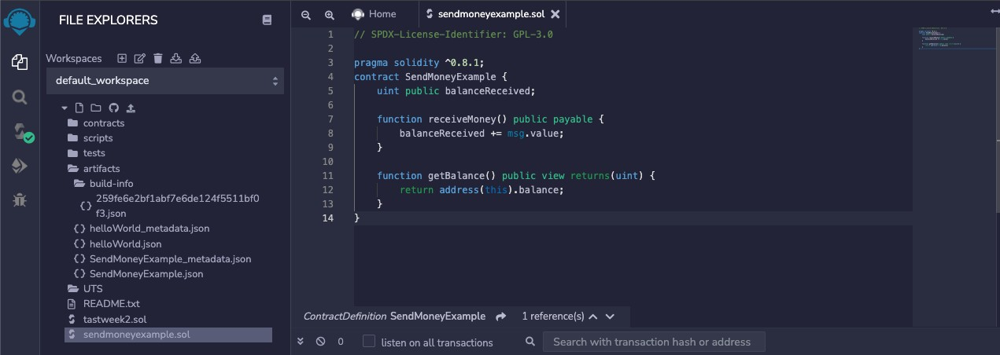 FILE EXPLORERS
Workspaces
default_workspace
contracts
scripts
tests
artifacts
build-info
259fe6e2bf1abf7e6de124f5511bf0
f3.json
helloWorld_metadata.json
helloWorld.json
SendMoneyExample_metadata.json
SendMoneyExample.json
UTS
README.txt
tastweek2.sol
sendmoneyexample.sol
Home
sendmoneyexample.sol
1 // SPDX-License-Identifier: GPL-3.0
2
3 pragma solidity ^0.8.1;
4 contract SendMoneyExample {
5 uint public balanceReceived;
6
7 function receiveMoney() public payable {
8 balanceReceived += msg.value;
9 }
10
11 function getBalance() public view returns(uint) {
12 return address(this).balance;
13 }
14 }
ContractDefinition SendMoneyExample 1 reference(s)
0 listen on all transactions Search with transaction hash or address